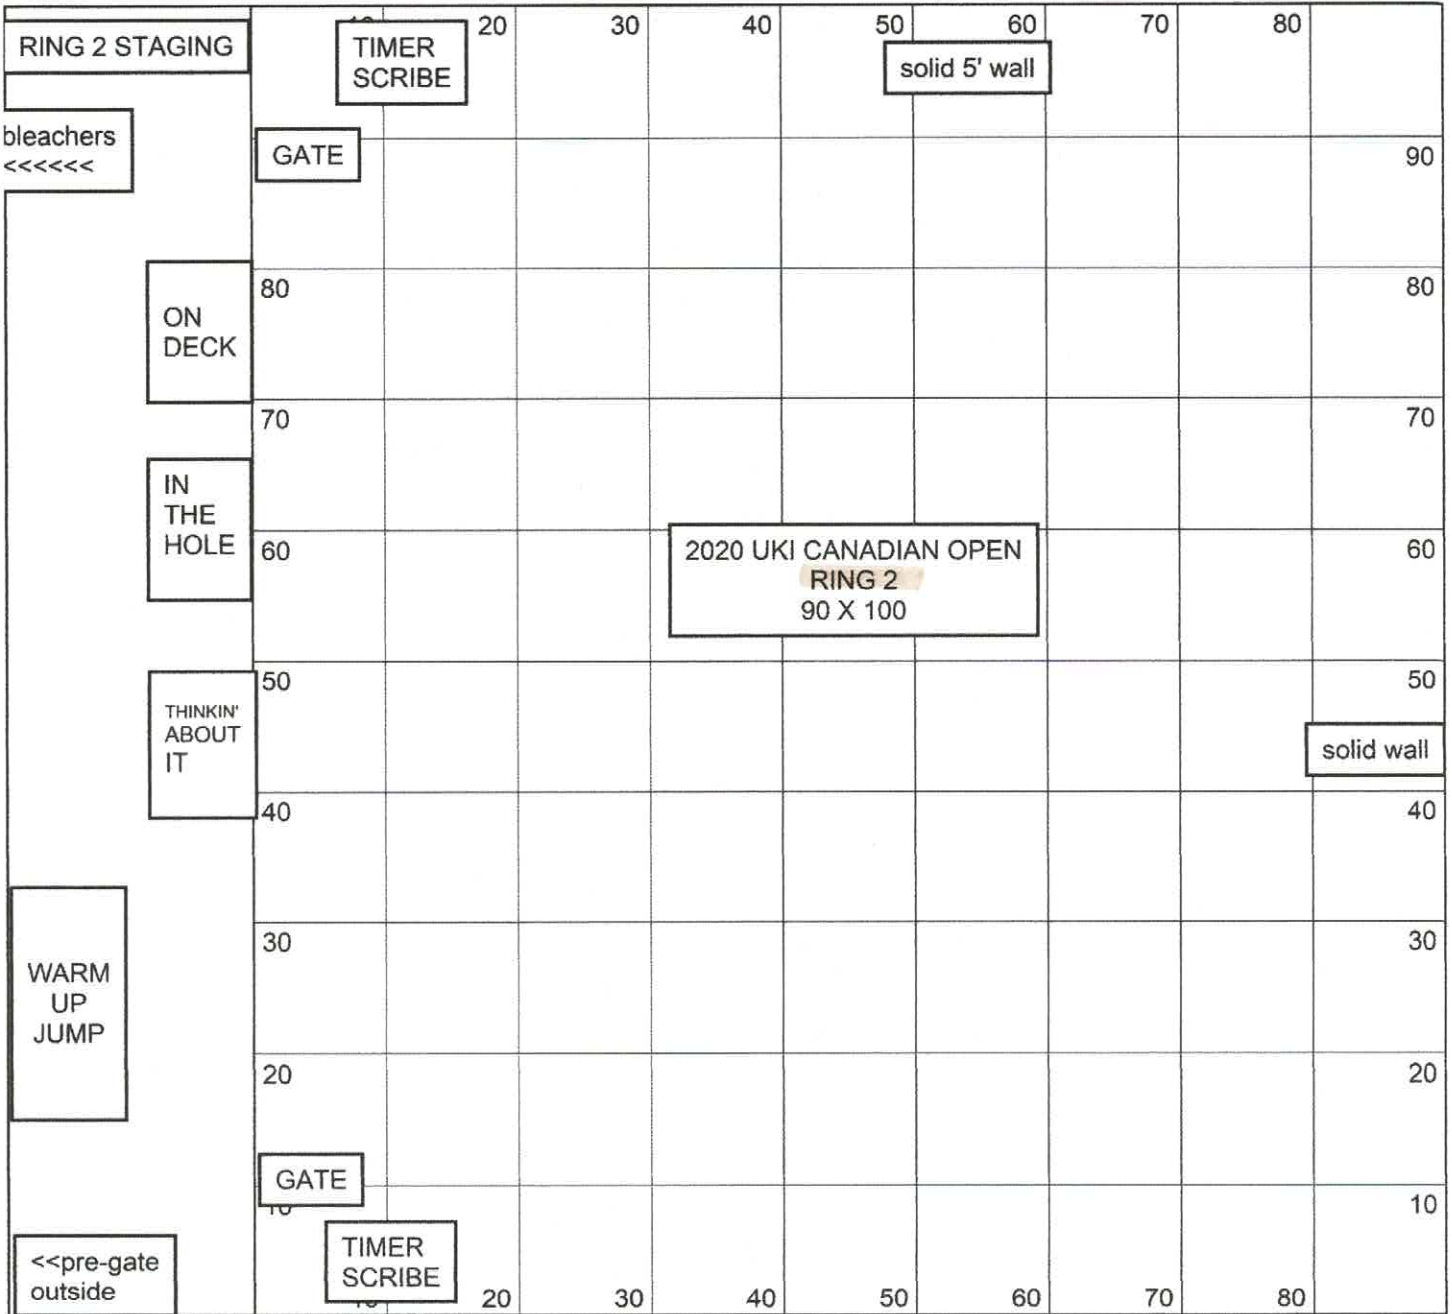 10 20 30 40 50 60 70 80
RING 2 STAGING
TIMER
SCRIBE
solid 5' wall
bleachers
<<<<<<
GATE
90
80 80
ON
DECK
70 70
IN
THE
HOLE
60 60
2020 UKI CANADIAN OPEN
RING 2
90 X 100
50 50
THINKIN'
ABOUT
IT
solid wall
40 40
30 30
WARM
UP
JUMP
20 20
GATE
10 10
<<pre-gate
outside
TIMER
SCRIBE
10 20 30 40 50 60 70 80